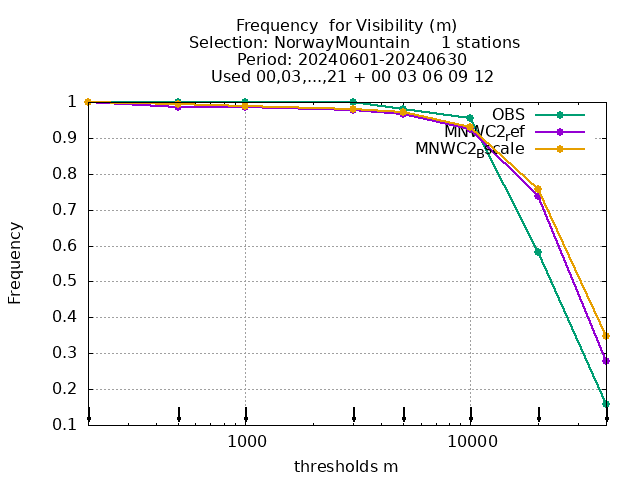 Frequency  for Visibility (m)
Selection: NorwayMountain      1 stations
Period: 20240601-20240630
Used 00,03,...,21 + 00 03 06 09 12
OBS
MNWC2_ref
MNWC2_Bscale
1
0.9
0.8
0.7
0.6
0.5
0.4
0.3
0.2
0.1
Frequency
1000
10000
thresholds m